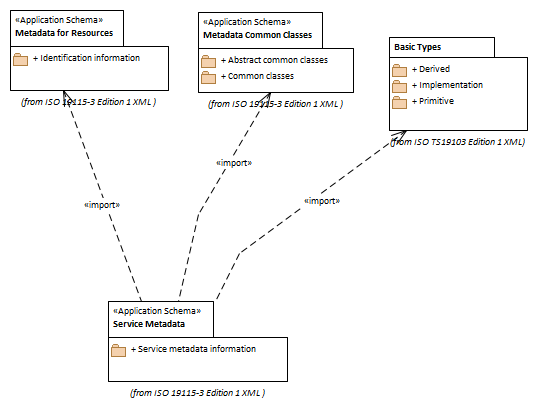 «Application Schema»
Metadata for Resources
+ Identification information
(from ISO 19115-3 Edition 1 XML )
«Application Schema»
Metadata Common Classes
+ Abstract common classes
+ Common classes
(from ISO 19115-3 Edition 1 XML )
Basic Types
+ Derived
+ Implementation
+ Primitive
(from ISO TS19103 Edition 1 XML)
«import»
«import»
«import»
«Application Schema»
Service Metadata
+ Service metadata information
(from ISO 19115-3 Edition 1 XML )